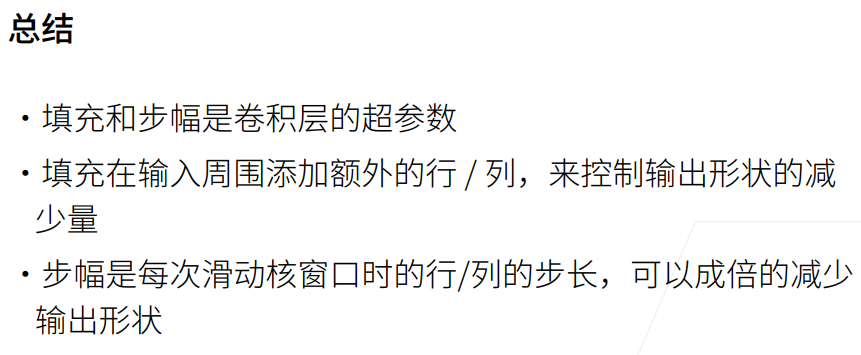 总结
・填充和步幅是卷积层的超参数
・填充在输入周围添加额外的行 / 列，来控制输出形状的减
少量
・步幅是每次滑动核窗口时的行/列的步长，可以成倍的减少
输出形状